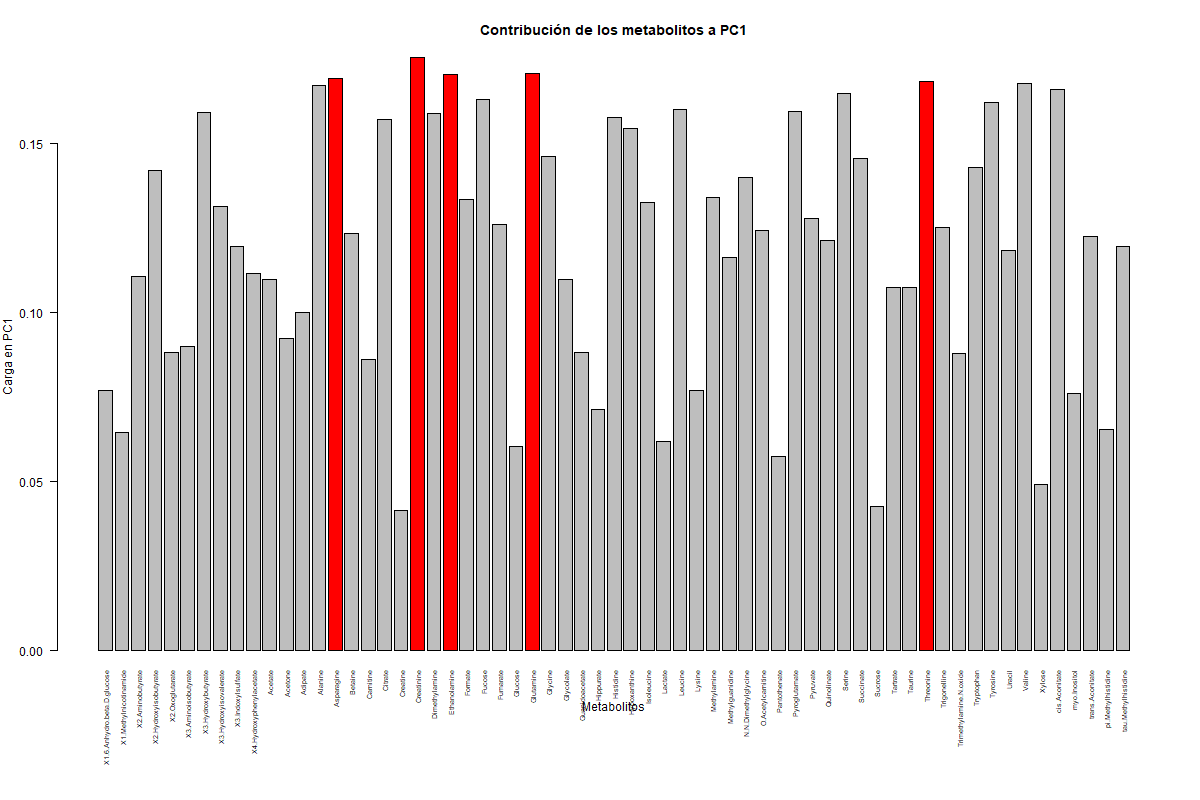 Contribución de los metabolitos a PC1
Carga en PC1
0.15
0.10
0.05
0.00
X1.6.Anhydro.beta.D.glucose
X1.Methylnicotinamide
X2.Aminobutyrate
X2.Hydroxyisobutyrate
X2.Oxoglutarate
X3.Aminoisobutyrate
X3.Hydroxybutyrate
X3.Hydroxyisovalerate
X3.Indoxylsulfate
X4.Hydroxyphenylacetate
Acetate
Acetone
Adipate
Alanine
Asparagine
Betaine
Carnitine
Citrate
Creatine
Creatinine
Dimethylamine
Ethanolamine
Formate
Fucose
Fumarate
Glucose
Glutamine
Glycine
Glycolate
Guanidoacetate
Hippurate
Histidine
Hypoxanthine
Isoleucine
Lactate
Leucine
Lysine
Methylamine
Methylguanidine
N.N.Dimethylglycine
O.Acetylcarnitine
Pantothenate
Pyroglutamate
Pyruvate
Quinolinate
Serine
Succinate
Sucrose
Tartrate
Taurine
Threonine
Trigonelline
Trimethylamine.N.oxide
Tryptophan
Tyrosine
Uracil
Valine
Xylose
cis.Aconitate
myo.Inositol
trans.Aconitate
pi.Methylhistidine
tau.Methylhistidine
Metabolitos